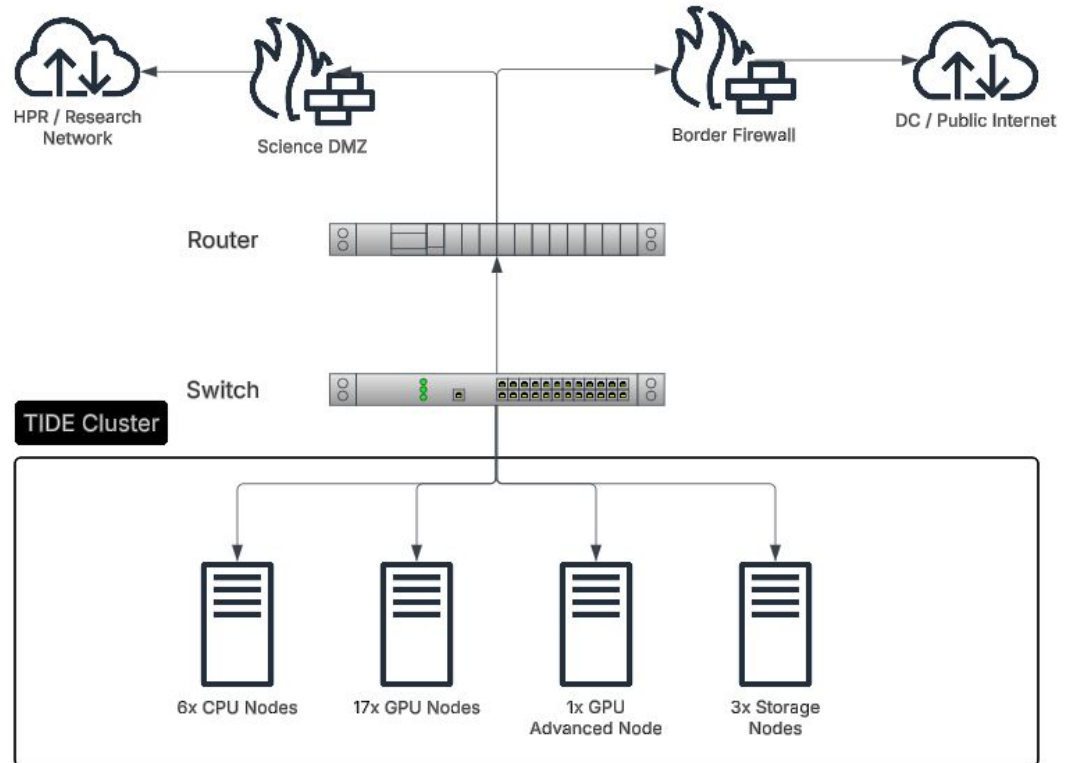 HPR / Research
Network
Science DMZ
Border Firewall
DC / Public Internet
Router
Switch
TIDE Cluster
6x CPU Nodes
17x GPU Nodes
1x GPU
Advanced Node
3x Storage
Nodes